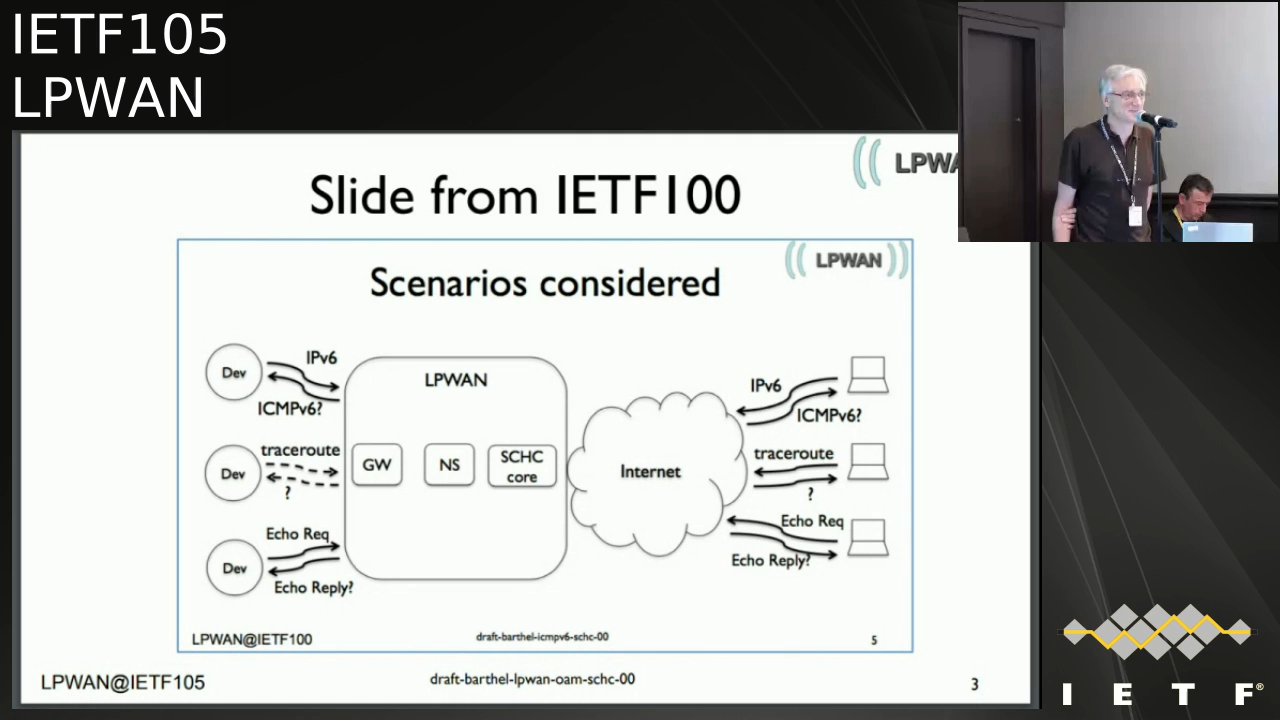 IETF105
LPWAN
LPWA
Slide from IETF100
LPWAN
Scenarios considered
Dev
IPv6
ICMPv6?
LPWAN
IPv6
ICMPv6?
Dev
traceroute
?
GW
NS
SCHC
core
Internet
traceroute
?
Dev
Echo Req
Echo Reply?
Echo Req
Echo Reply?
LPWAN@IETF100
draft-barthel-icmpv6-schc-00
5
LPWAN@IETF105
draft-barthel-lpwan-oam-schc-00
3
I E T F®